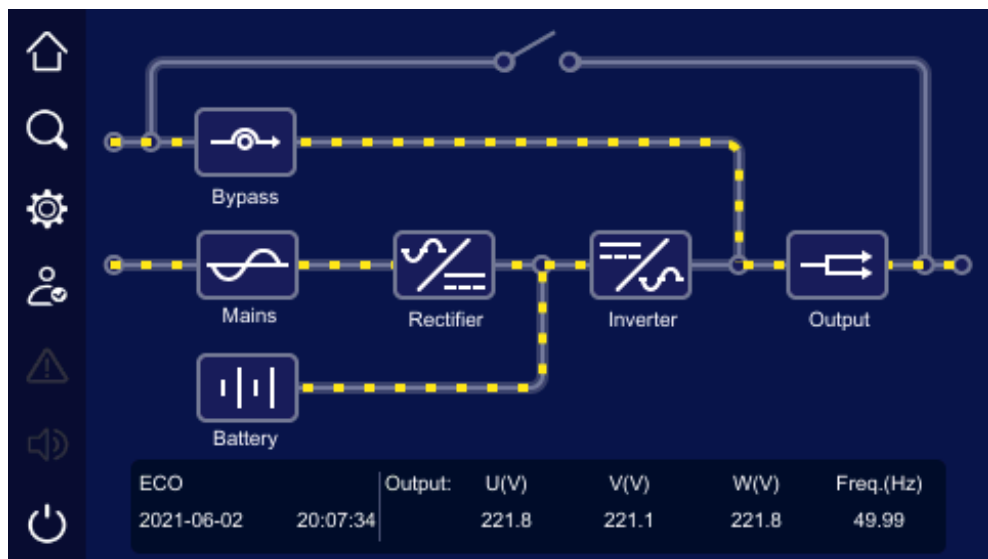 Bypass
Mains
Rectifier
Inverter
Output
Battery
ECO Output: U(V) V(V) W(V) Freq.(Hz)
2021-06-02 20:07:34 221.8 221.1 221.8 49.99